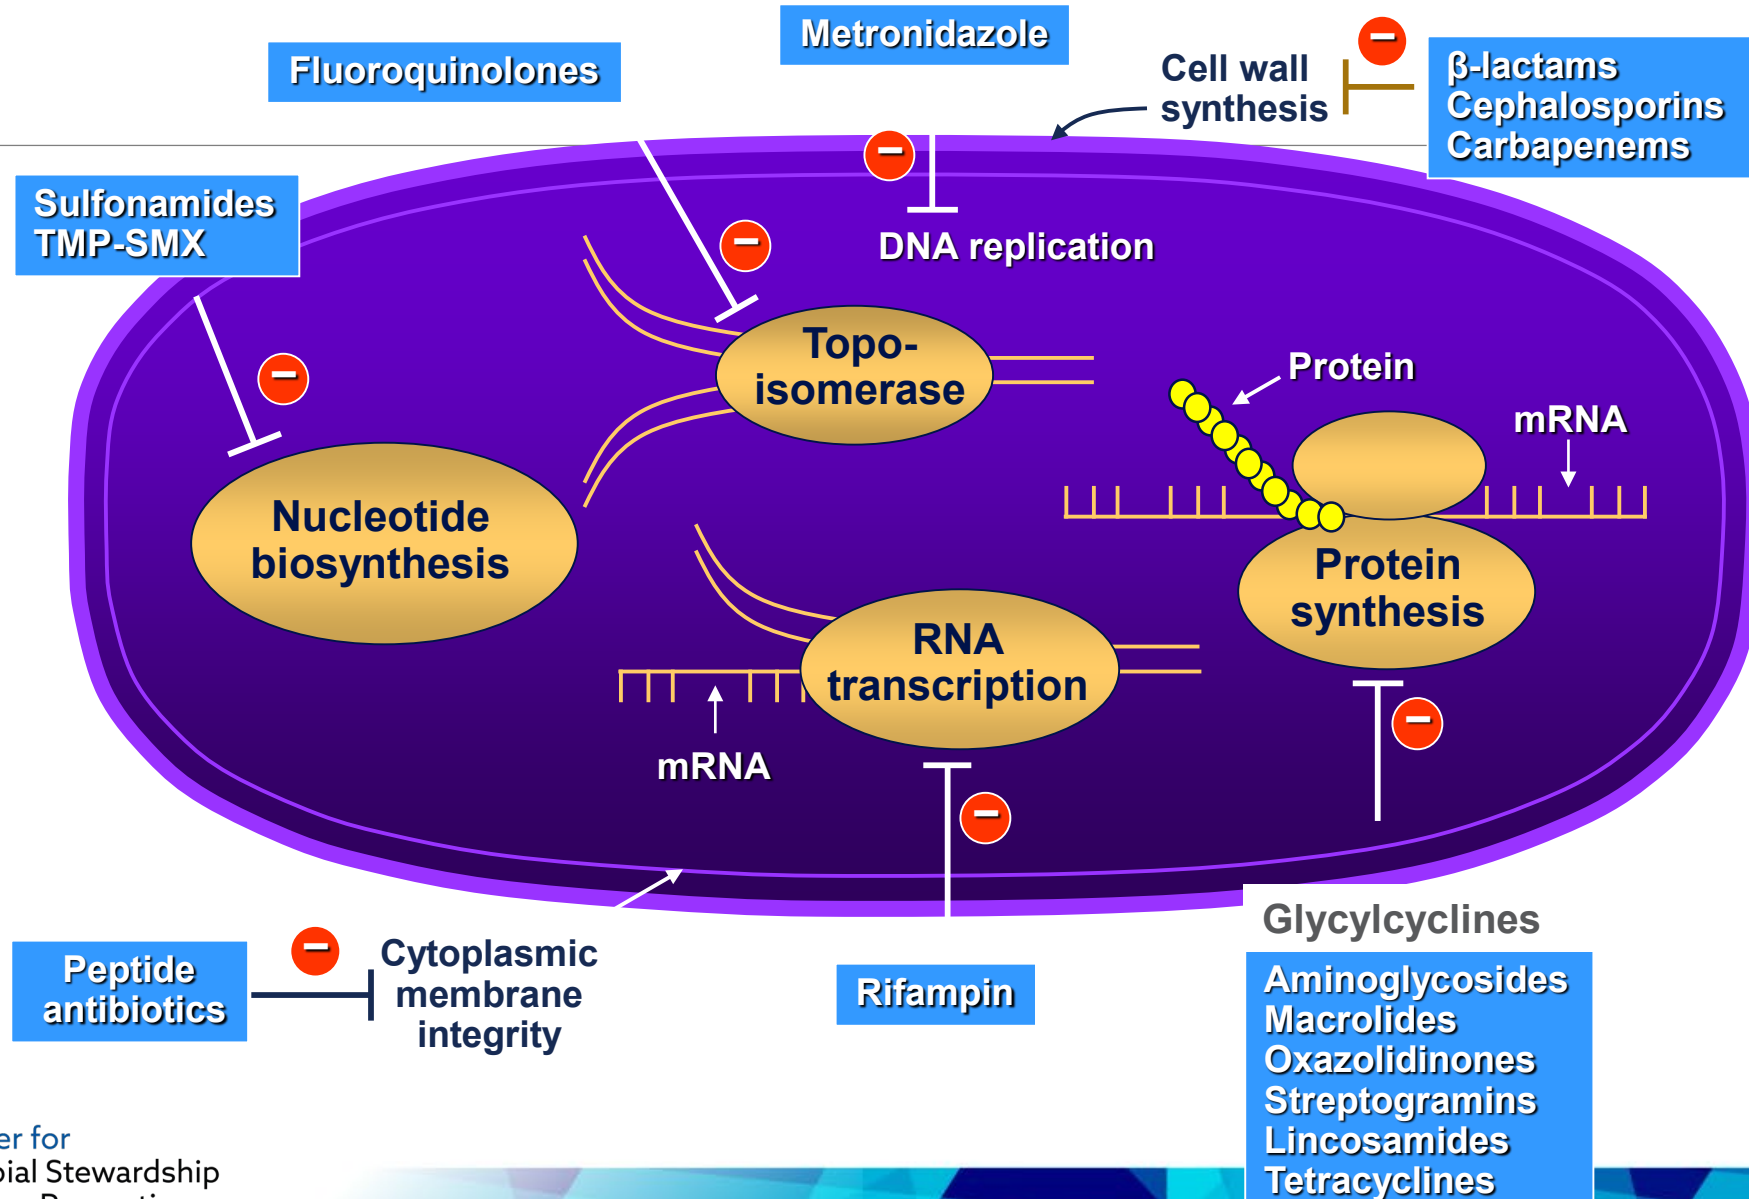 Metronidazole
Fluoroquinolones
Cell wall
synthesis
β-lactams
Cephalosporins
Carbapenems
Sulfonamides
TMP-SMX
DNA replication
Topo-
isomerase
Protein
mRNA
Nucleotide
biosynthesis
Protein
synthesis
RNA
transcription
mRNA
Peptide
antibiotics
Cytoplasmic
membrane
integrity
Rifampin
Glycylcyclines
Aminoglycosides
Macrolides
Oxazolidinones
Streptogramins
Lincosamides
Tetracyclines
er for
bial Stewardship